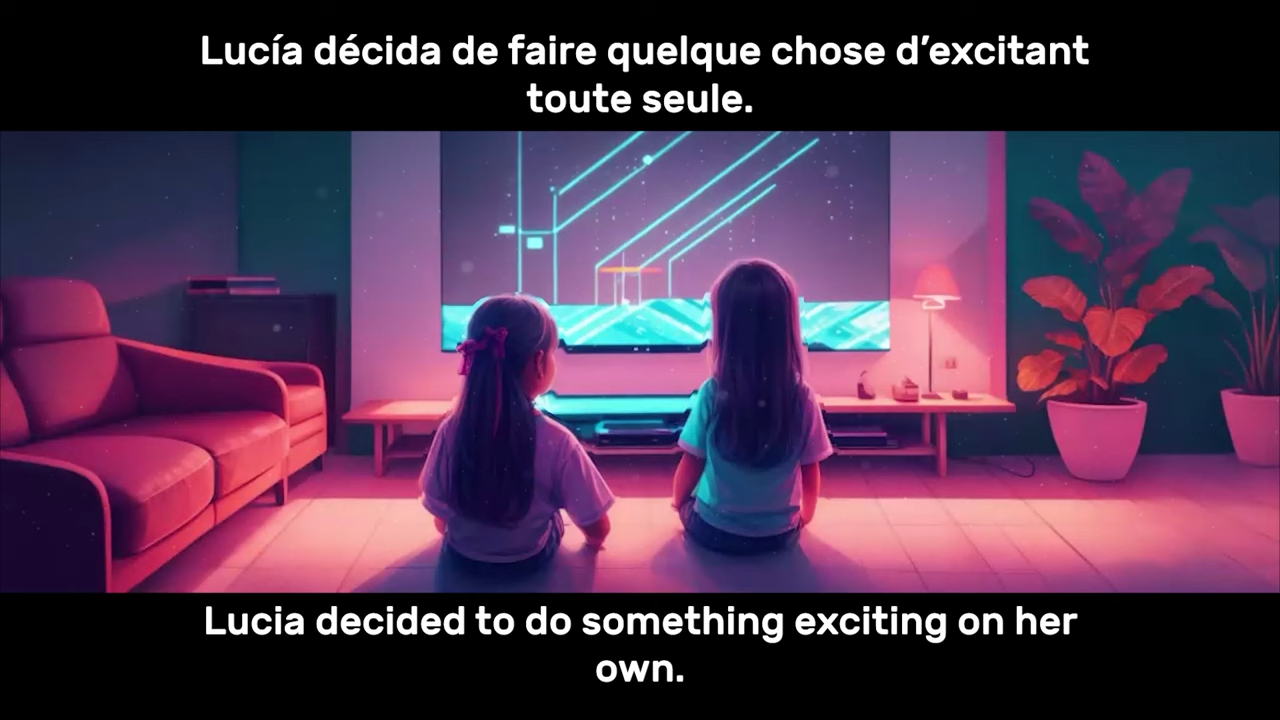 Lucía décida de faire quelque chose d’excitant
toute seule.
Lucia decided to do something exciting on her
own.